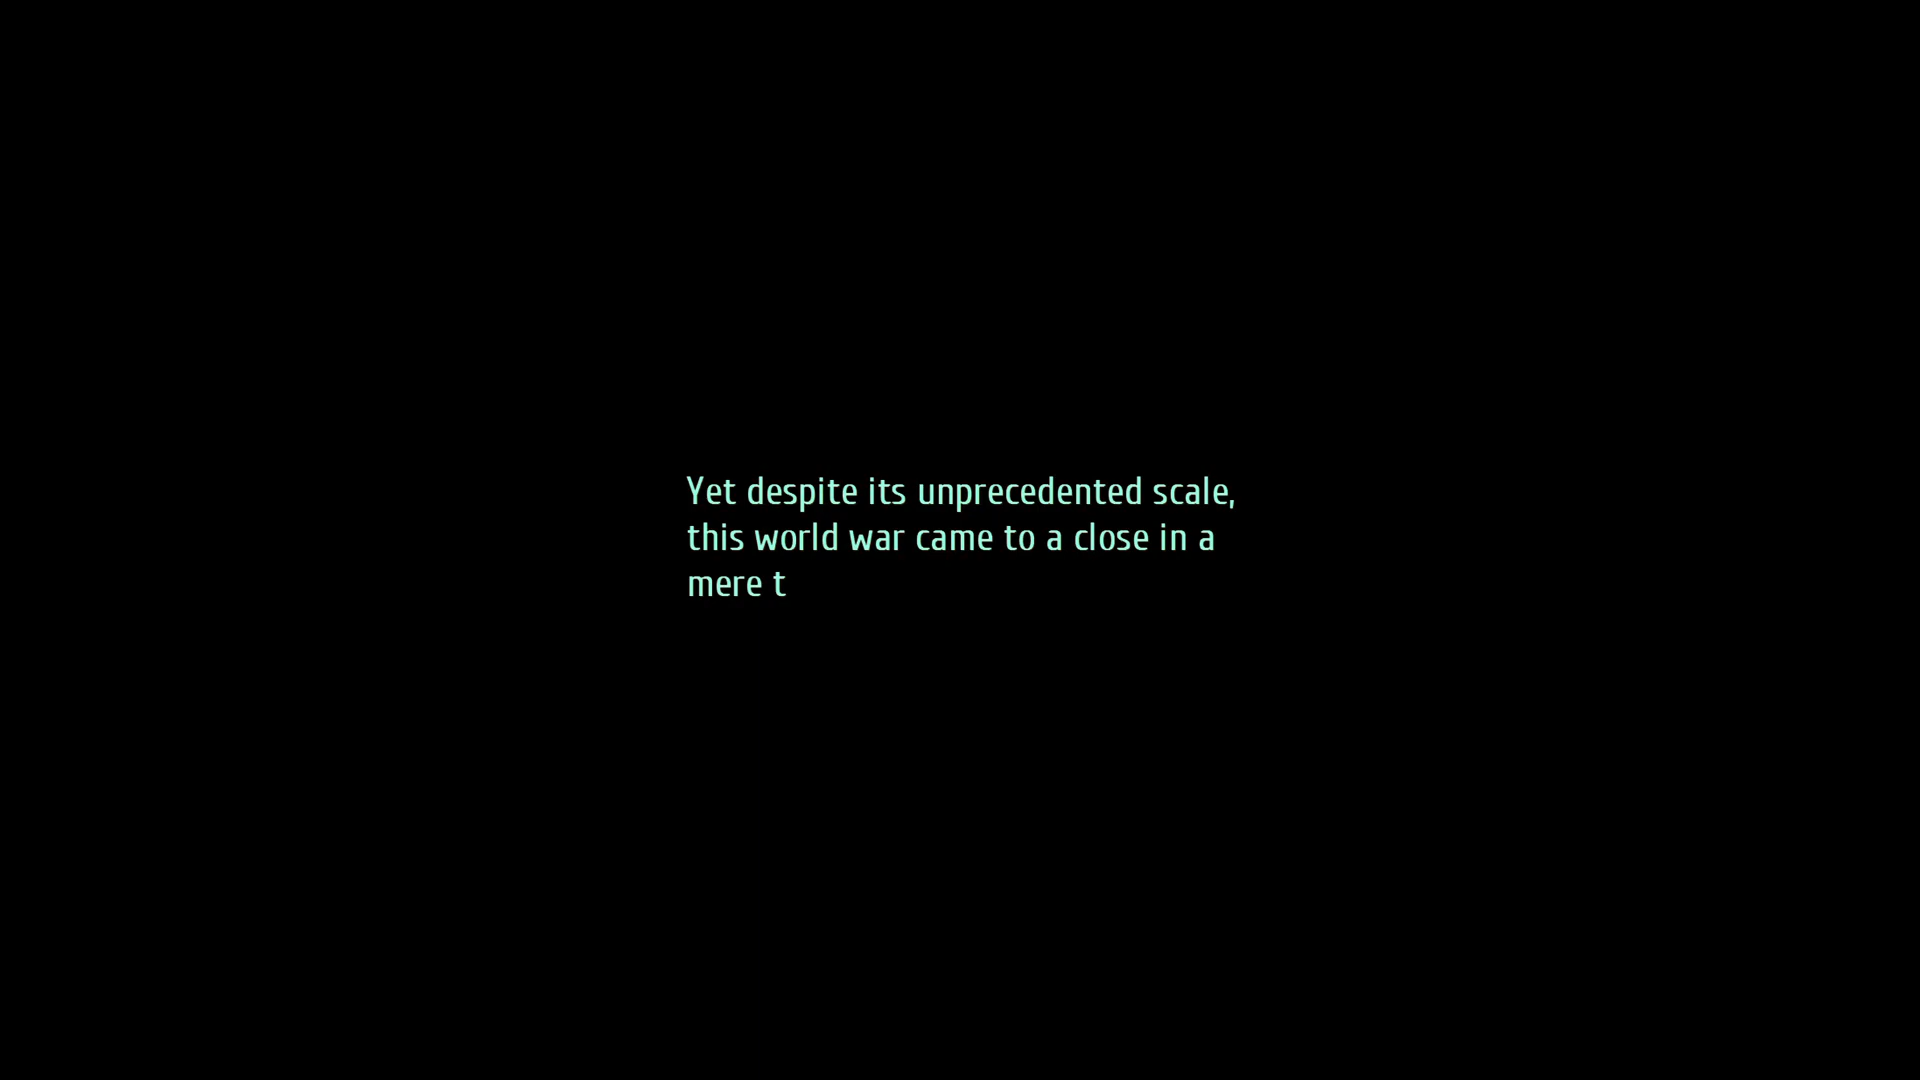 Yet despite its unprecedented scale,
this world war came to a close in a
mere t